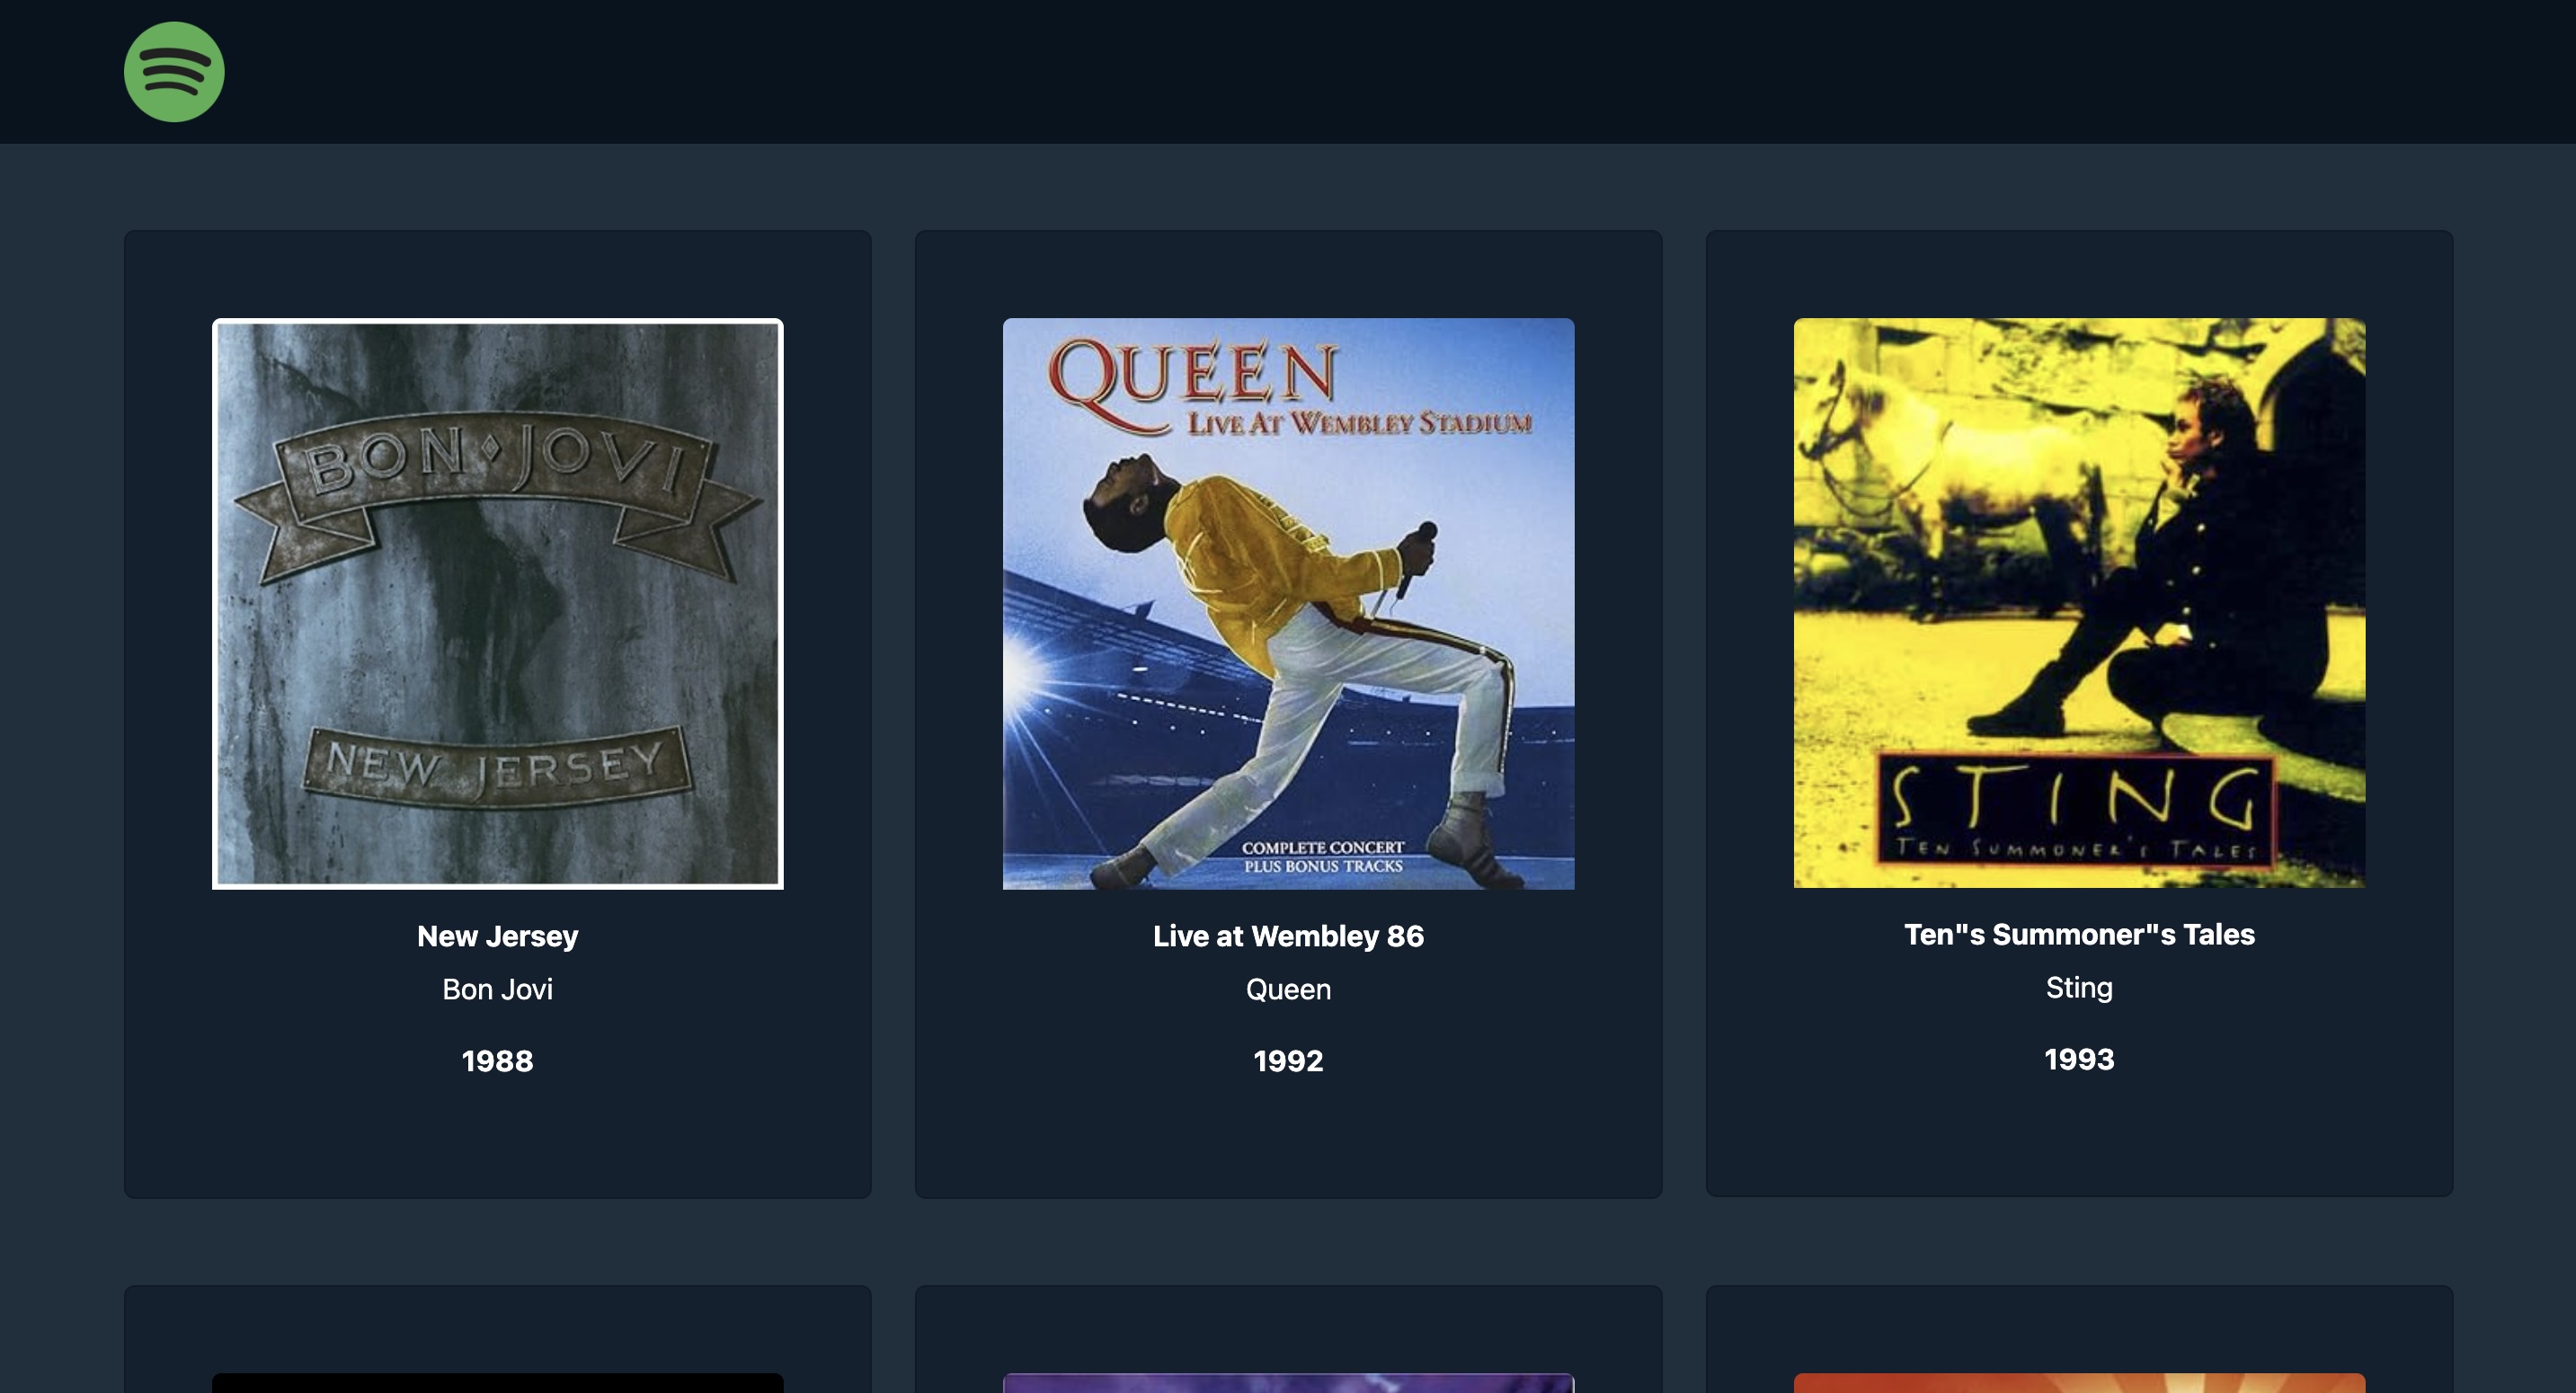 BON JOVI
NEW JERSEY
QUEEN
LIVE AT WEMBLEY STADIUM
COMPLETE CONCERT
PLUS BONUS TRACKS
STING
TEN SUMMONER'S TALES
New Jersey
Live at Wembley 86
Ten"s Summoner"s Tales
Bon Jovi
Queen
Sting
1988
1992
1993